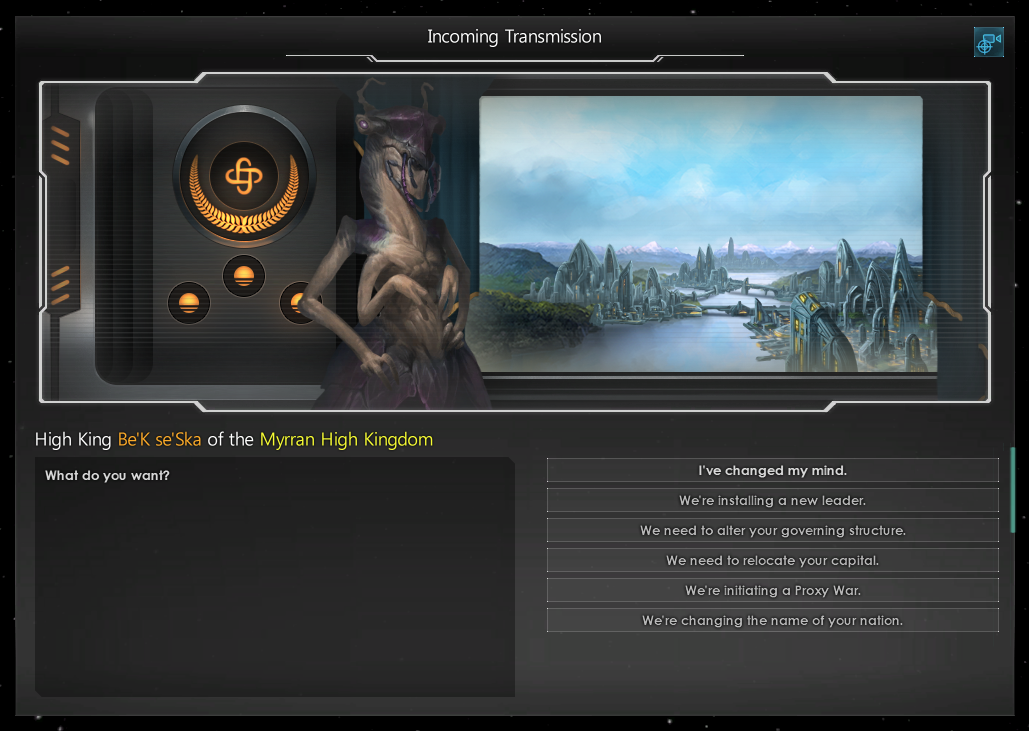 Incoming Transmission
High King Be'K se'Ska of the Myrran High Kingdom
What do you want?
I've changed my mind.
We're installing a new leader.
We need to alter your governing structure.
We need to relocate your capital.
We're initiating a Proxy War.
We're changing the name of your nation.